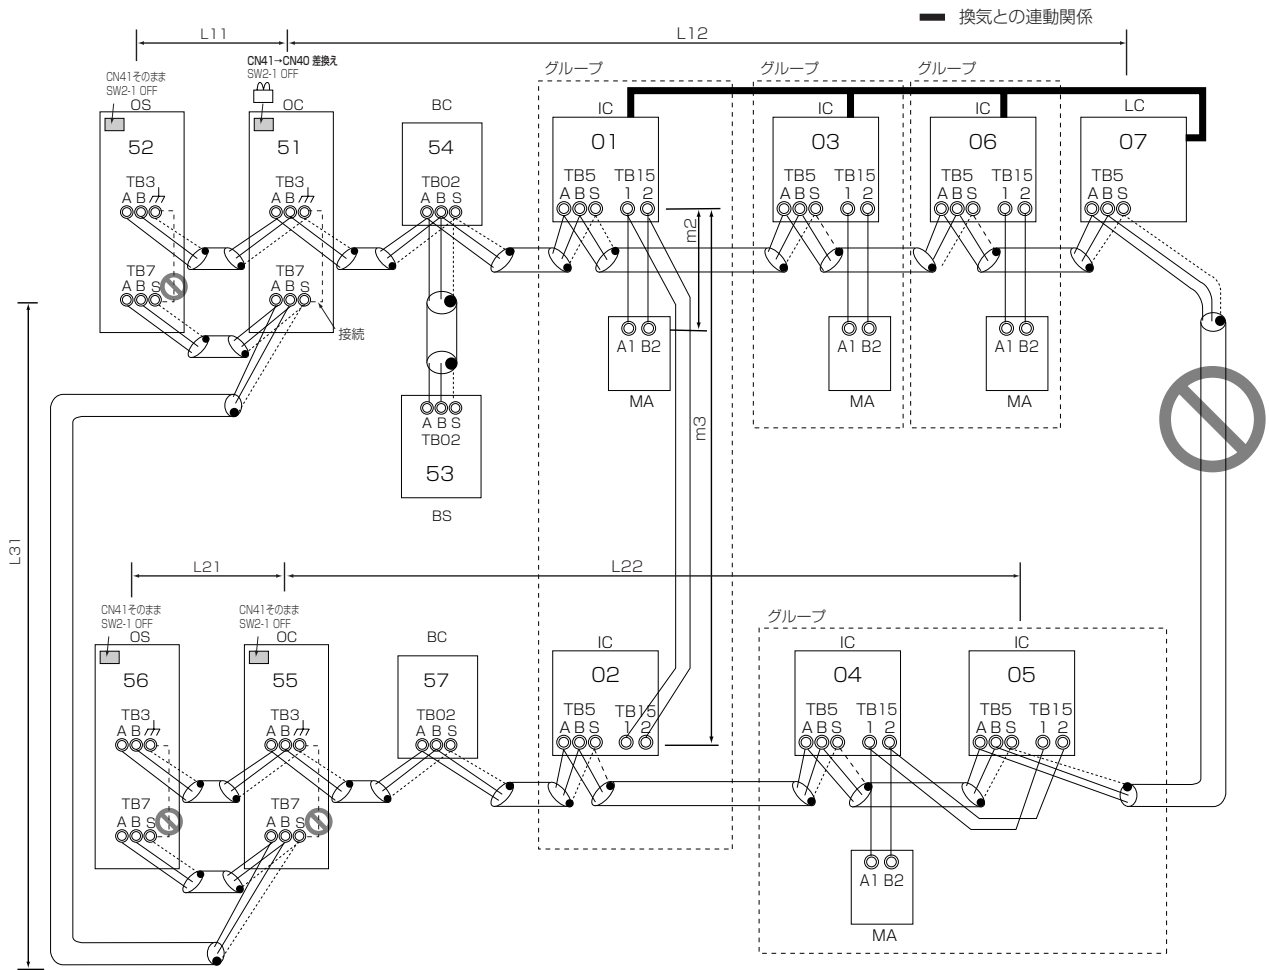 換気との連動関係
L11
L12
CN41そのまま
SW2-1 OFF
OS
CN41→CN40 差換え
SW2-1 OFF
OC
BC
グループ
IC
グループ
IC
グループ
IC
LC
52
51
54
01
03
06
07
TB3
A B
TB3
A B
TB02
A B S
TB5
A B S
TB15
1 2
TB5
A B S
TB15
1 2
TB5
A B S
TB15
1 2
TB5
A B S
m2
TB7
A B S
TB7
A B S
接続
A1 B2
MA
A1 B2
MA
A1 B2
MA
A B S
TB02
53
BS
m3
L31
L21
L22
CN41そのまま
SW2-1 OFF
OS
CN41そのまま
SW2-1 OFF
OC
BC
IC
グループ
IC
IC
56
55
57
02
04
05
TB3
A B
TB3
A B
TB02
A B S
TB5
A B S
TB15
1 2
TB5
A B S
TB15
1 2
TB5
A B S
TB15
1 2
TB7
A B S
TB7
A B S
A1 B2
MA